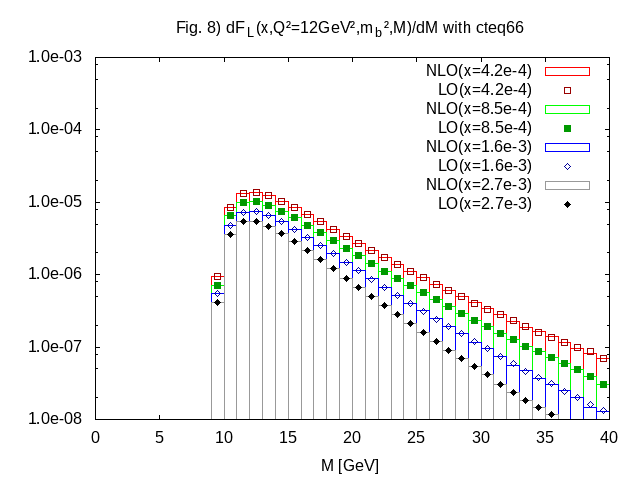 Fig. 8) dF_L(x,Q²=12GeV²,m_b²,M)/dM with cteq66
1.0e-03
1.0e-04
1.0e-05
1.0e-06
1.0e-07
1.0e-08
NLO(x=4.2e-4)
LO(x=4.2e-4)
NLO(x=8.5e-4)
LO(x=8.5e-4)
NLO(x=1.6e-3)
LO(x=1.6e-3)
NLO(x=2.7e-3)
LO(x=2.7e-3)
0 5 10 15 20 25 30 35 40
M [GeV]